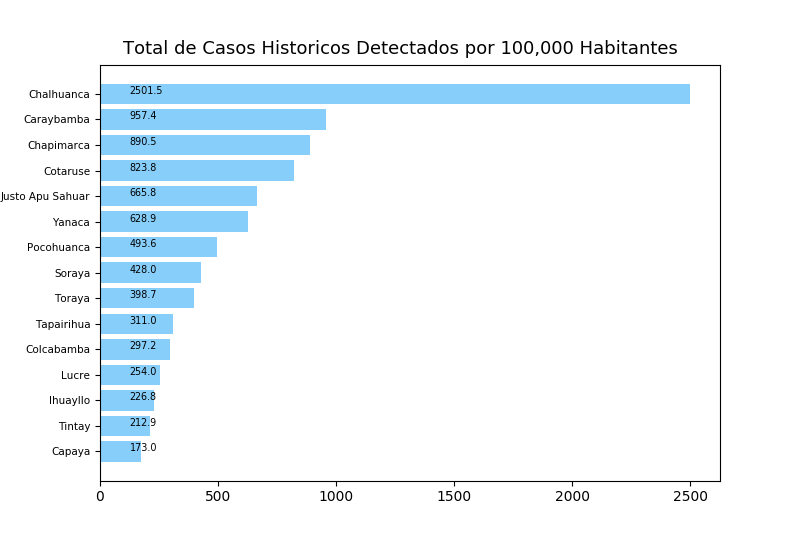 Total de Casos Historicos Detectados por 100,000 Habitantes
Chalhuanca 2501.5
Caraybamba 957.4
Chapimarca 890.5
Cotaruse 823.8
Justo Apu Sahuar 665.8
Yanaca 628.9
Pocohuanca 493.6
Soraya 428.0
Toraya 398.7
Tapairihua 311.0
Colcabamba 297.2
Lucre 254.0
Ihuayllo 226.8
Tintay 212.9
Capaya 173.0
0 500 1000 1500 2000 2500